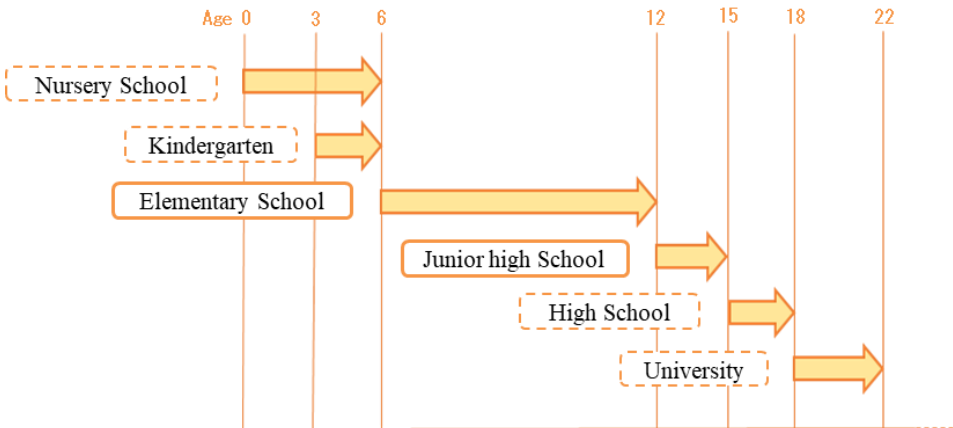 Age 0 3 6 12 15 18 22
Nursery School
Kindergarten
Elementary School
Junior high School
High School
University